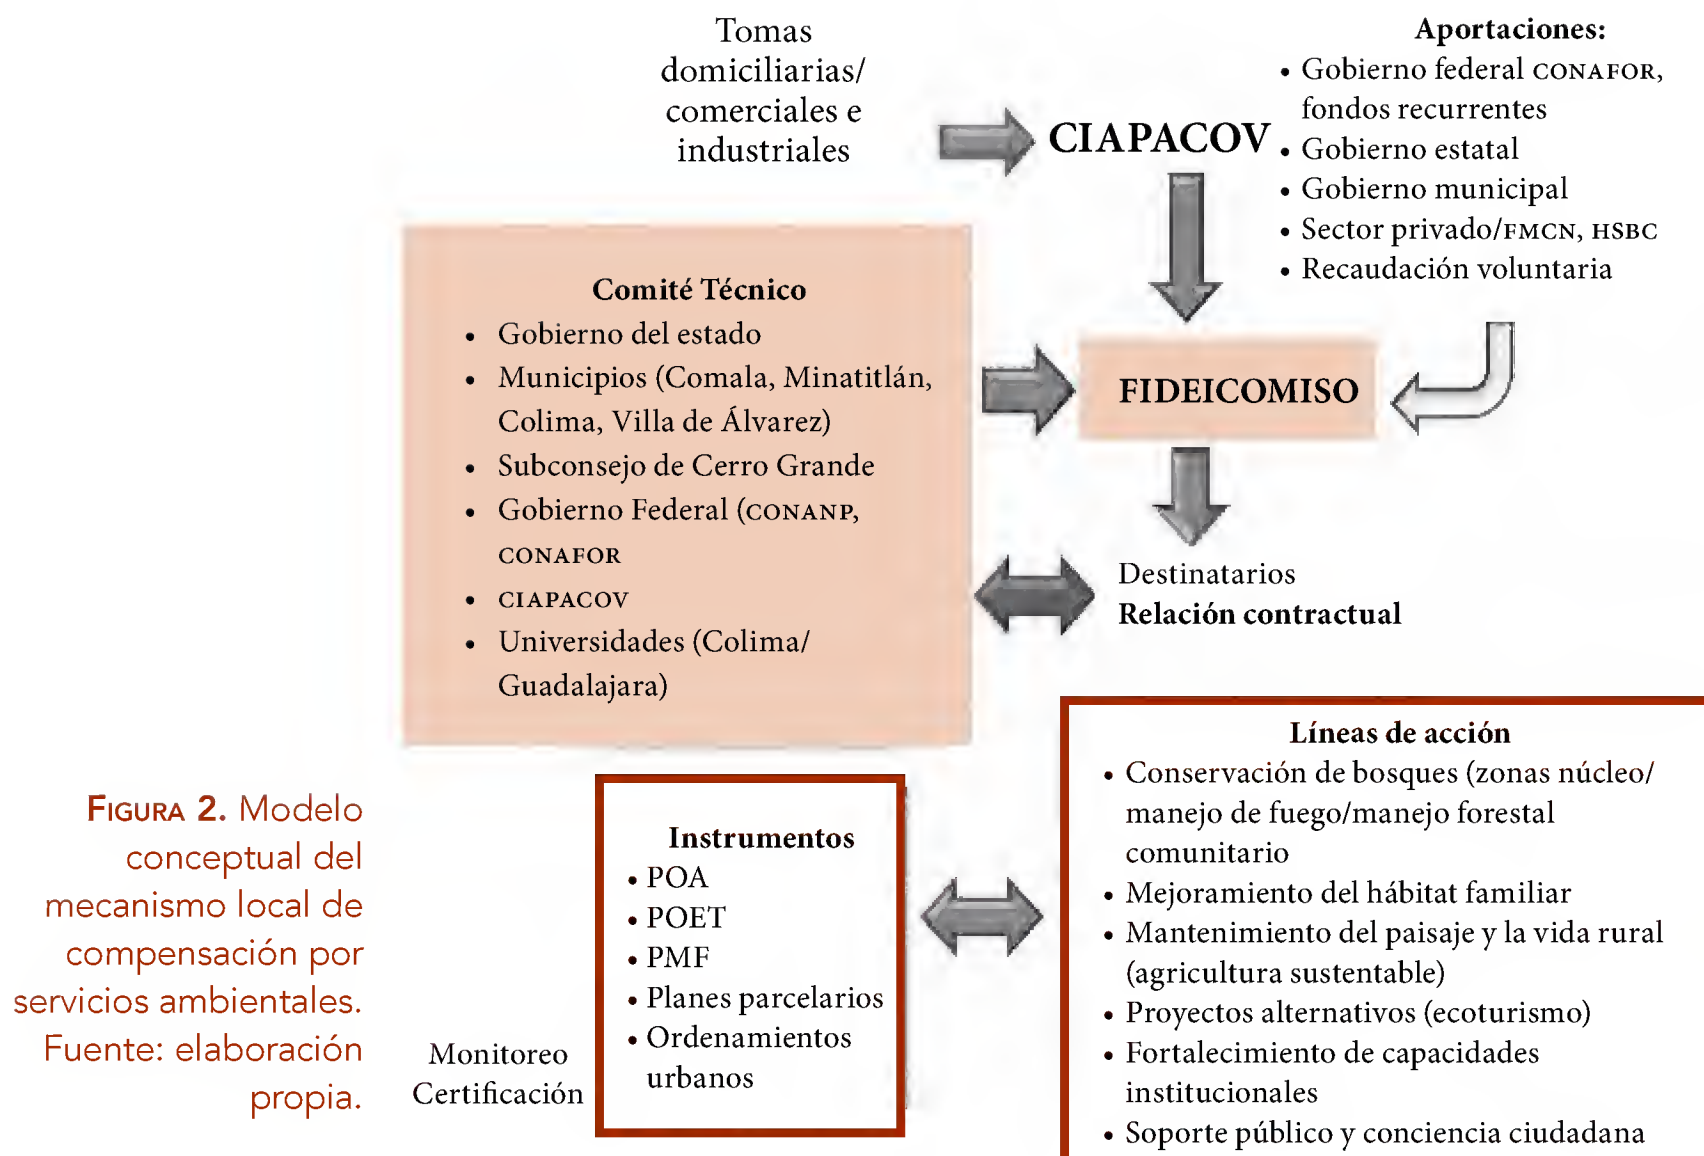 Tomas
domiciliarias/
comerciales e
industriales
CIAPACOV
Aportaciones:
• Gobierno federal CONAFOR,
fondos recurrentes
• Gobierno estatal
• Gobierno municipal
• Sector privado/FMCN, HSBC
• Recaudación voluntaria
Comité Técnico
• Gobierno del estado
• Municipios (Comala, Minatitlán,
Colima, Villa de Álvarez)
• Subconsejo de Cerro Grande
• Gobierno Federal (CONANP,
CONAFOR
• CIAPACOV
• Universidades (Colima/
Guadalajara)
FIDEICOMISO
Destinatarios
Relación contractual
Líneas de acción
• Conservación de bosques (zonas núcleo/
manejo de fuego/manejo forestal
comunitario
• Mejoramiento del hábitat familiar
• Mantenimiento del paisaje y la vida rural
(agricultura sustentable)
• Proyectos alternativos (ecoturismo)
• Fortalecimiento de capacidades
institucionales
• Soporte público y conciencia ciudadana
Instrumentos
• POA
• POET
• PMF
• Planes parcelarios
• Ordenamientos
urbanos
Monitoreo
Certificación
FIGURA 2. Modelo
conceptual del
mecanismo local de
compensación por
servicios ambientales.
Fuente: elaboración
propia.